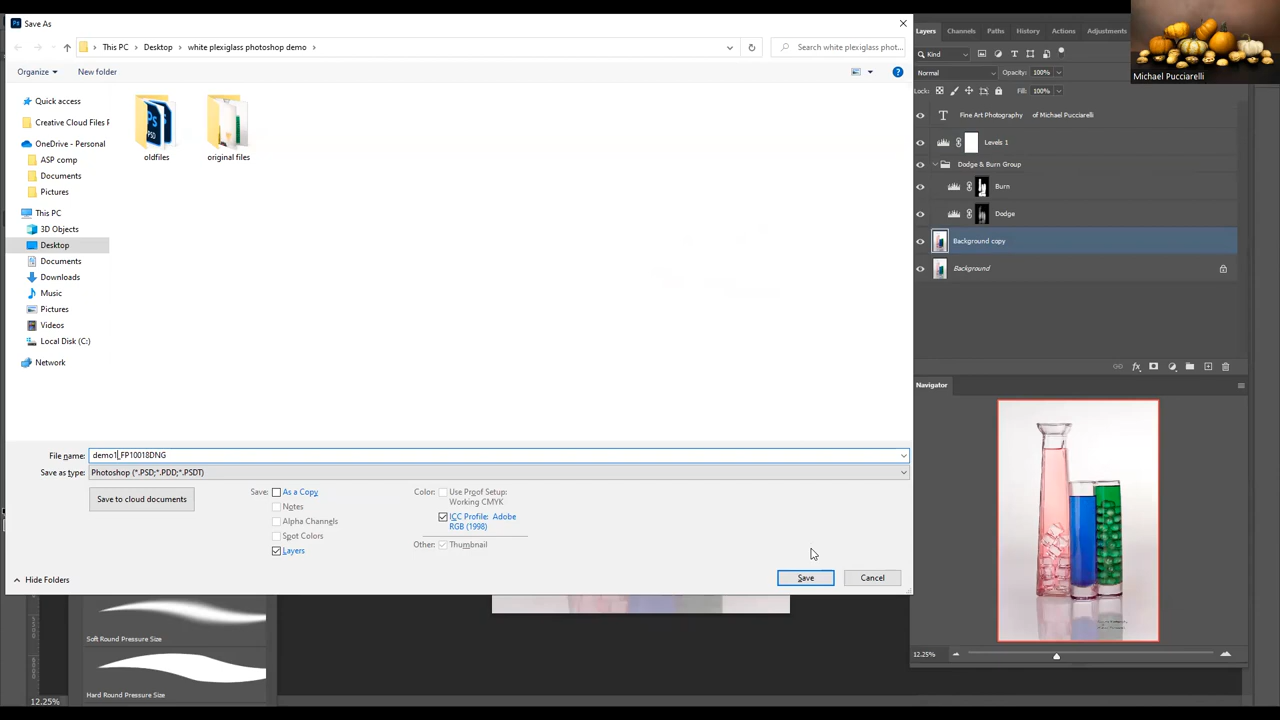 Save As
This PC > Desktop > white plexiglass photoshop demo >
Search white plexiglass phot...
Organize
New folder
Quick access
Creative Cloud Files F
OneDrive - Personal
ASP comp
Documents
Pictures
This PC
3D Objects
Desktop
Documents
Downloads
Music
Pictures
Videos
Local Disk (C:)
Network
oldfiles
original files
File name: demo1_FP10018DNG
Save as type: Photoshop (*.PSD;*.PDD;*.PSDT)
Save to cloud documents
Save: As a Copy
Notes
Alpha Channels
Spot Colors
Layers
Color: Use Proof Setup:
Working CMYK
ICC Profile: Adobe
RGB (1998)
Other: Thumbnail
Hide Folders
Save
Cancel
Soft Round Pressure Size
Hard Round Pressure Size
12.25%
Layers Channels Paths History Actions Adjustments
Kind
Normal Opacity: 100%
Lock: Fill: 100%
T Fine Art Photography of Michael Pucciarelli
Levels 1
Dodge & Burn Group
Burn
Dodge
Background copy
Background
Navigator
12.25%
Michael Pucciarelli